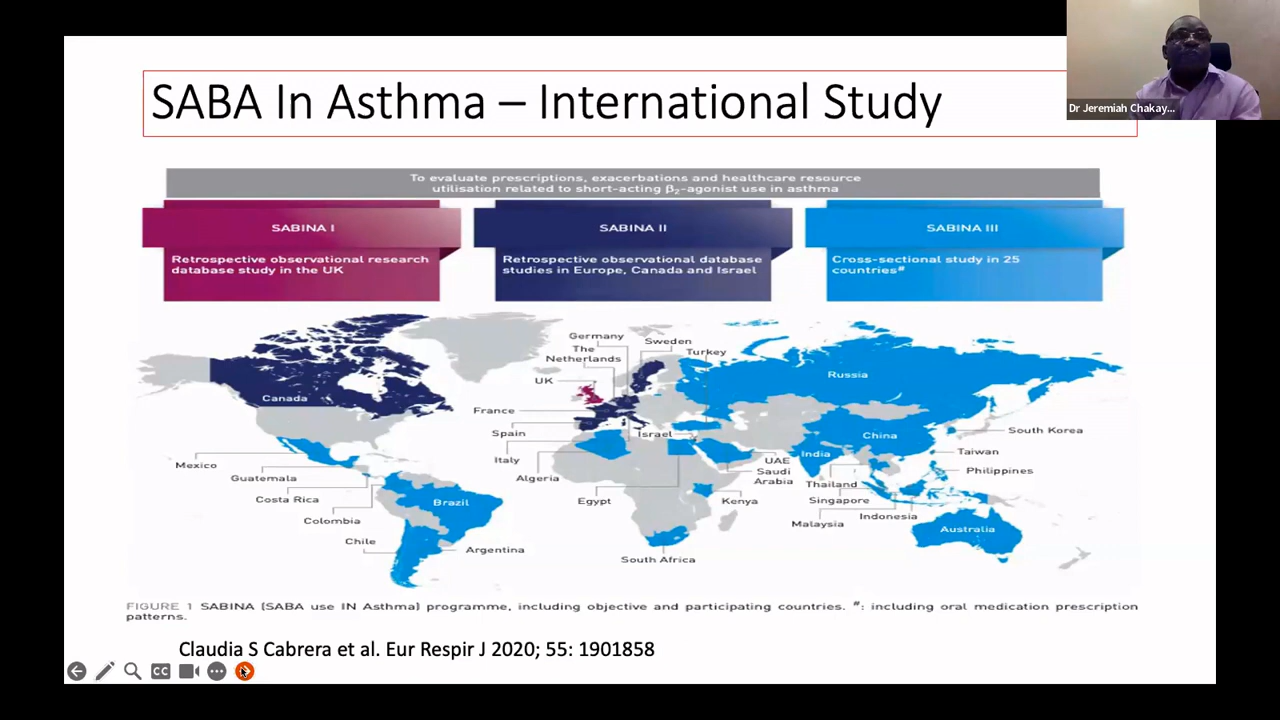 SABA In Asthma – International Study
Dr Jeremiah Chakay...
To evaluate prescriptions, exacerbations and healthcare resource
utilisation related to short-acting β2-agonist use in asthma
SABINA I
Retrospective observational research
database study in the UK
SABINA II
Retrospective observational database
studies in Europe, Canada and Israel
SABINA III
Cross-sectional study in 25
countries#
Germany
Sweden
The
Netherlands
Turkey
UK
Russia
Canada
France
Spain
Israel
China
South Korea
Italy
India
Taiwan
Mexico
UAE
Philippines
Guatemala
Algeria
Saudi
Arabia
Thailand
Costa Rica
Brazil
Egypt
Kenya
Singapore
Colombia
Malaysia
Indonesia
Australia
Chile
Argentina
South Africa
FIGURE 1 SABINA (SABA use IN Asthma) programme, including objective and participating countries. #: including oral medication prescription
patterns.
Claudia S Cabrera et al. Eur Respir J 2020; 55: 1901858
CC